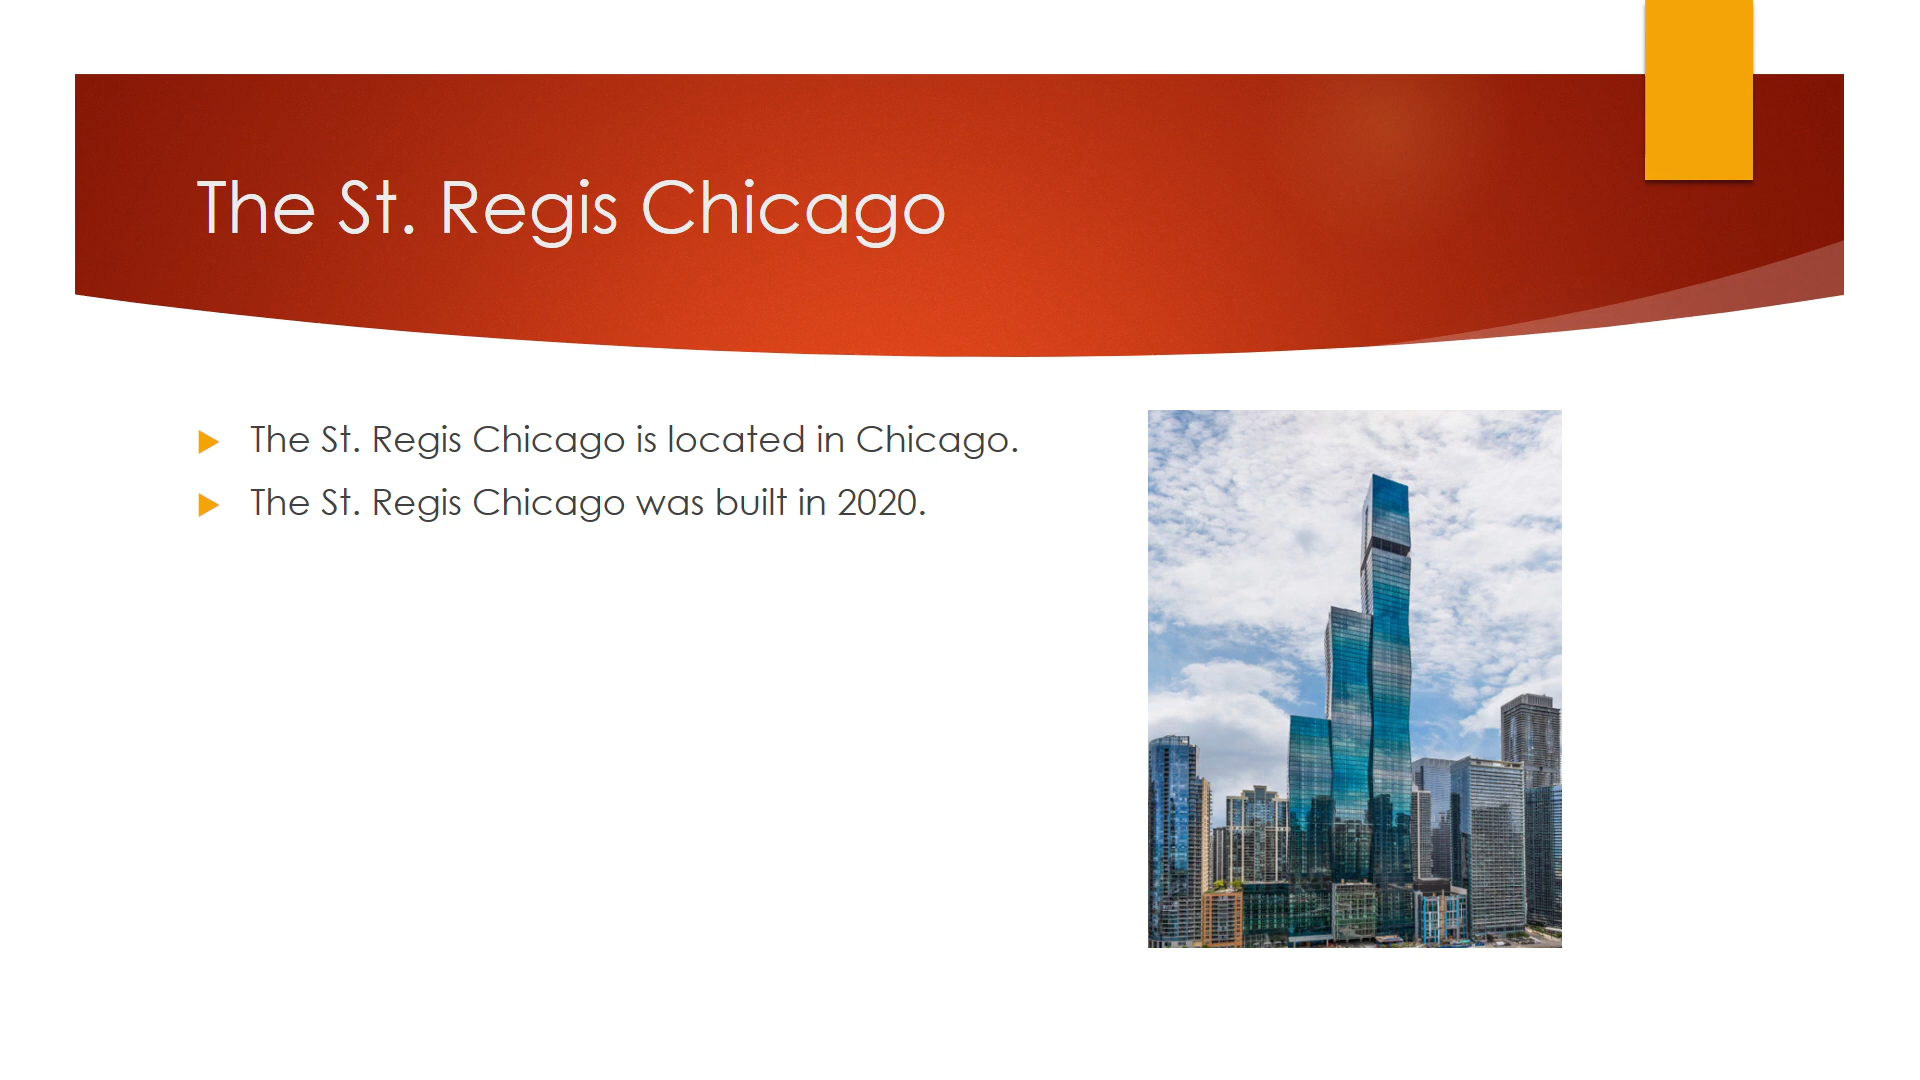 The St. Regis Chicago
The St. Regis Chicago is located in Chicago.
The St. Regis Chicago was built in 2020.